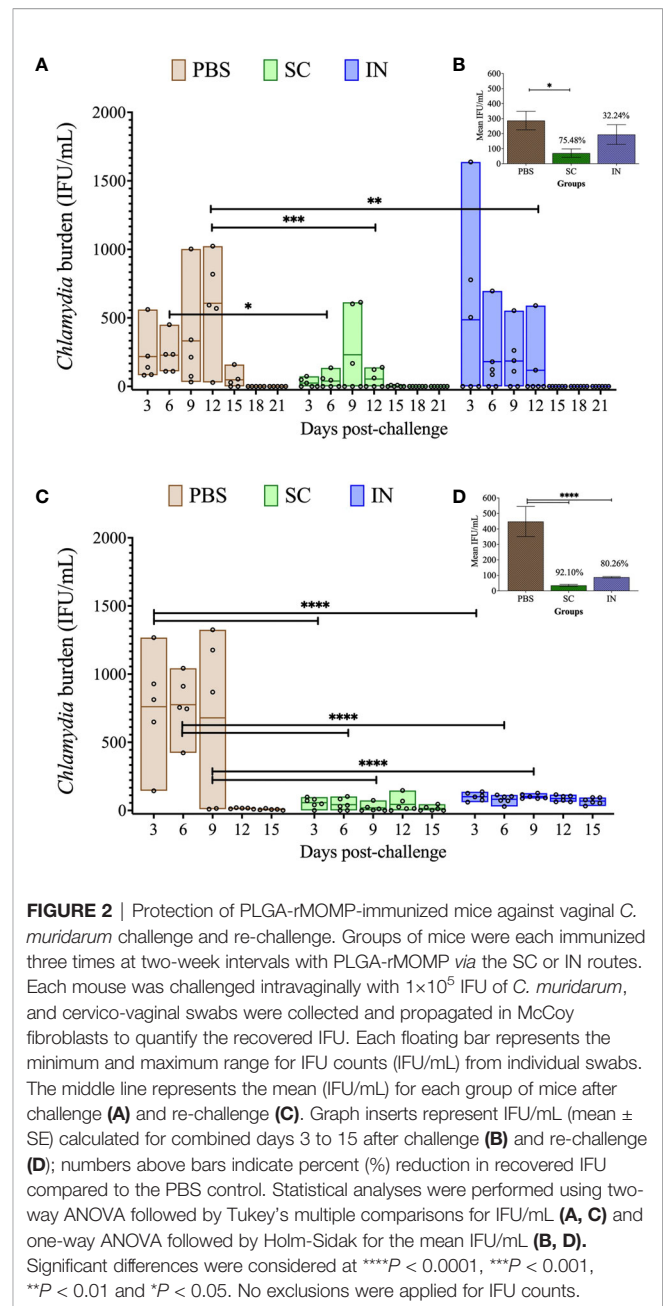 A
PBS SC IN
B
600
500
400
300
200
100
0
Mean IFU/mL
*
75.48%
32.24%
PBS SC IN
Groups
2000
1500
1000
500
0
Chlamydia burden (IFU/mL)
**
***
*
3 6 9 12 15 18 21 3 6 9 12 15 18 21 3 6 9 12 15 18 21
Days post-challenge
C
PBS SC IN
D
600
500
400
300
200
100
0
Mean IFU/mL
****
92.10%
80.26%
PBS SC IN
Groups
2000
1500
1000
500
0
Chlamydia burden (IFU/mL)
****
****
****
3 6 9 12 15 3 6 9 12 15 3 6 9 12 15
Days post-challenge
FIGURE 2 | Protection of PLGA-rMOMP-immunized mice against vaginal C.
muridarum challenge and re-challenge. Groups of mice were each immunized
three times at two-week intervals with PLGA-rMOMP via the SC or IN routes.
Each mouse was challenged intravaginally with 1×10⁵ IFU of C. muridarum,
and cervico-vaginal swabs were collected and propagated in McCoy
fibroblasts to quantify the recovered IFU. Each floating bar represents the
minimum and maximum range for IFU counts (IFU/mL) from individual swabs.
The middle line represents the mean (IFU/mL) for each group of mice after
challenge (A) and re-challenge (C). Graph inserts represent IFU/mL (mean ±
SE) calculated for combined days 3 to 15 after challenge (B) and re-challenge
(D); numbers above bars indicate percent (%) reduction in recovered IFU
compared to the PBS control. Statistical analyses were performed using two-
way ANOVA followed by Tukey's multiple comparisons for IFU/mL (A, C) and
one-way ANOVA followed by Holm-Sidak for the mean IFU/mL (B, D).
Significant differences were considered at ****P < 0.0001, ***P < 0.001,
**P < 0.01 and *P < 0.05. No exclusions were applied for IFU counts.